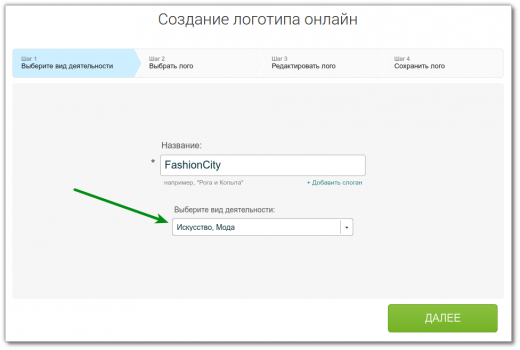 Создание логотипа онлайн
Шаг 1
Выберите вид деятельности
Шаг 2
Выбрать лого
Шаг 3
Редактировать лого
Шаг 4
Сохранить лого
Название:
* FashionCity
например, "Рога и Копыта" + Добавить слоган
Выберите вид деятельности:
Искусство, Мода
ДАЛЕЕ